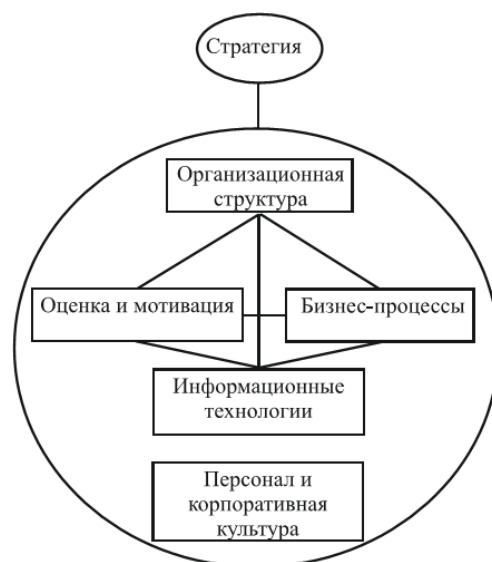 Стратегия
Организационная
структура
Оценка и мотивация
Бизнес-процессы
Информационные
технологии
Персонал и
корпоративная
культура